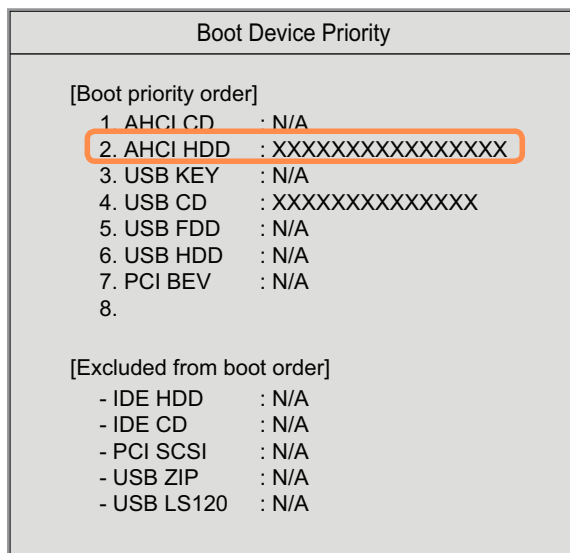 Boot Device Priority
[Boot priority order]
1. AHCI CD : N/A
2. AHCI HDD : XXXXXXXXXXXXXXXX
3. USB KEY : N/A
4. USB CD : XXXXXXXXXXXXXX
5. USB FDD : N/A
6. USB HDD : N/A
7. PCI BEV : N/A
8.
[Excluded from boot order]
- IDE HDD : N/A
- IDE CD : N/A
- PCI SCSI : N/A
- USB ZIP : N/A
- USB LS120 : N/A